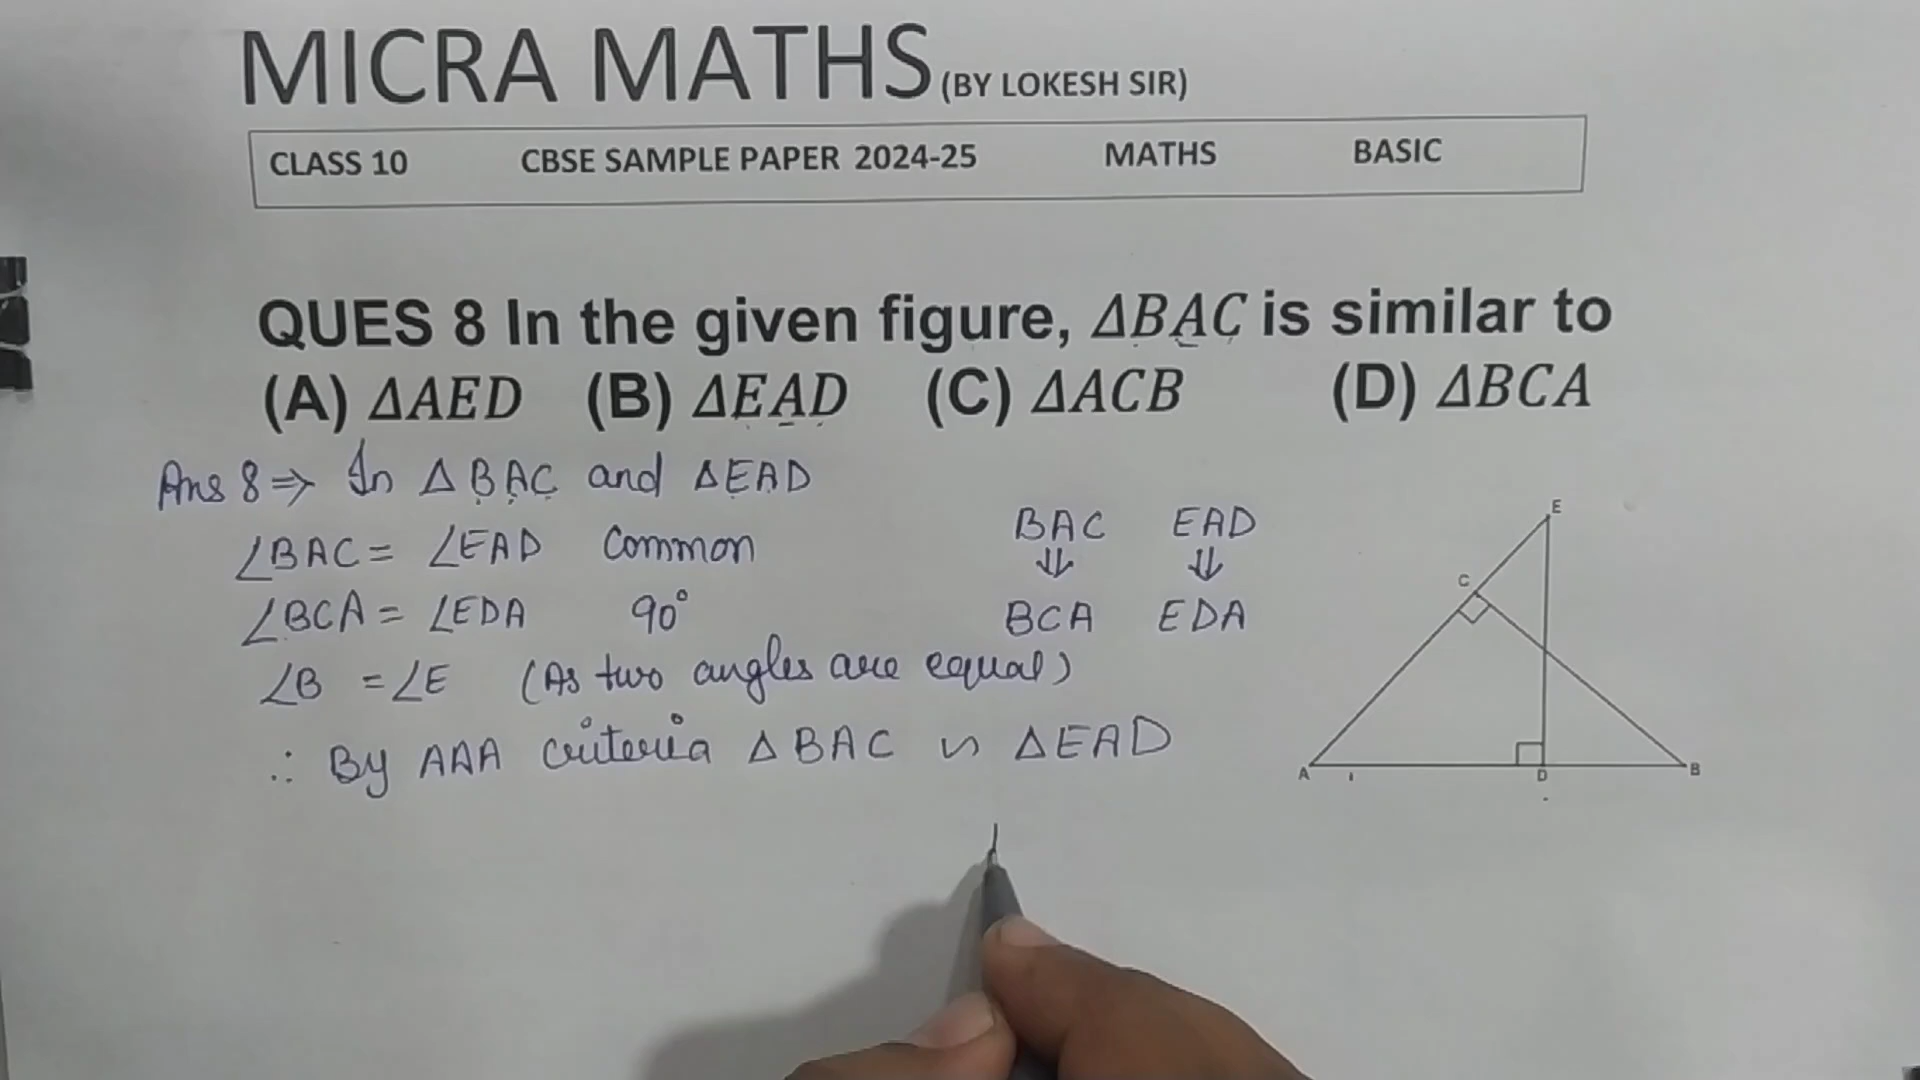 MICRA MATHS (BY LOKESH SIR)
CLASS 10 CBSE SAMPLE PAPER 2024-25 MATHS BASIC
QUES 8 In the given figure, ΔBAC is similar to
(A) ΔAED (B) ΔEAD (C) ΔACB (D) ΔBCA
Ans 8 ⇒ In Δ BAC and ΔEAD
∠BAC = ∠EAD Common
∠BCA = ∠EDA 90°
∠B = ∠E (As two angles are equal)
∴ By AAA criteria Δ BAC ∽ ΔEAD
BAC EAD
⇓ ⇓
BCA EDA
E
C
A D B